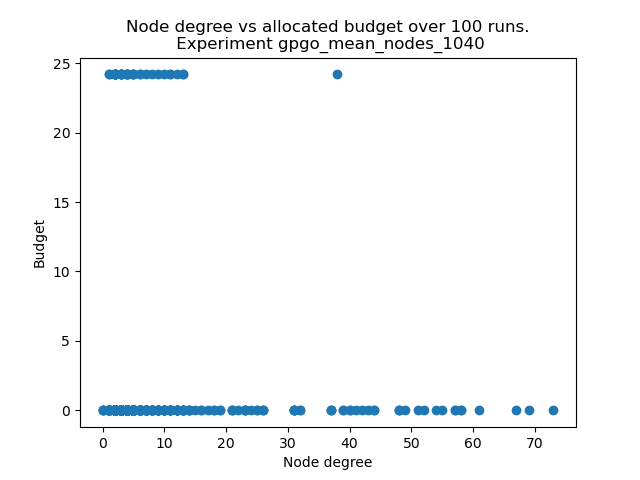 Node degree vs allocated budget over 100 runs.
Experiment gpgo_mean_nodes_1040
25
20
15
10
5
0
Budget
0 10 20 30 40 50 60 70
Node degree